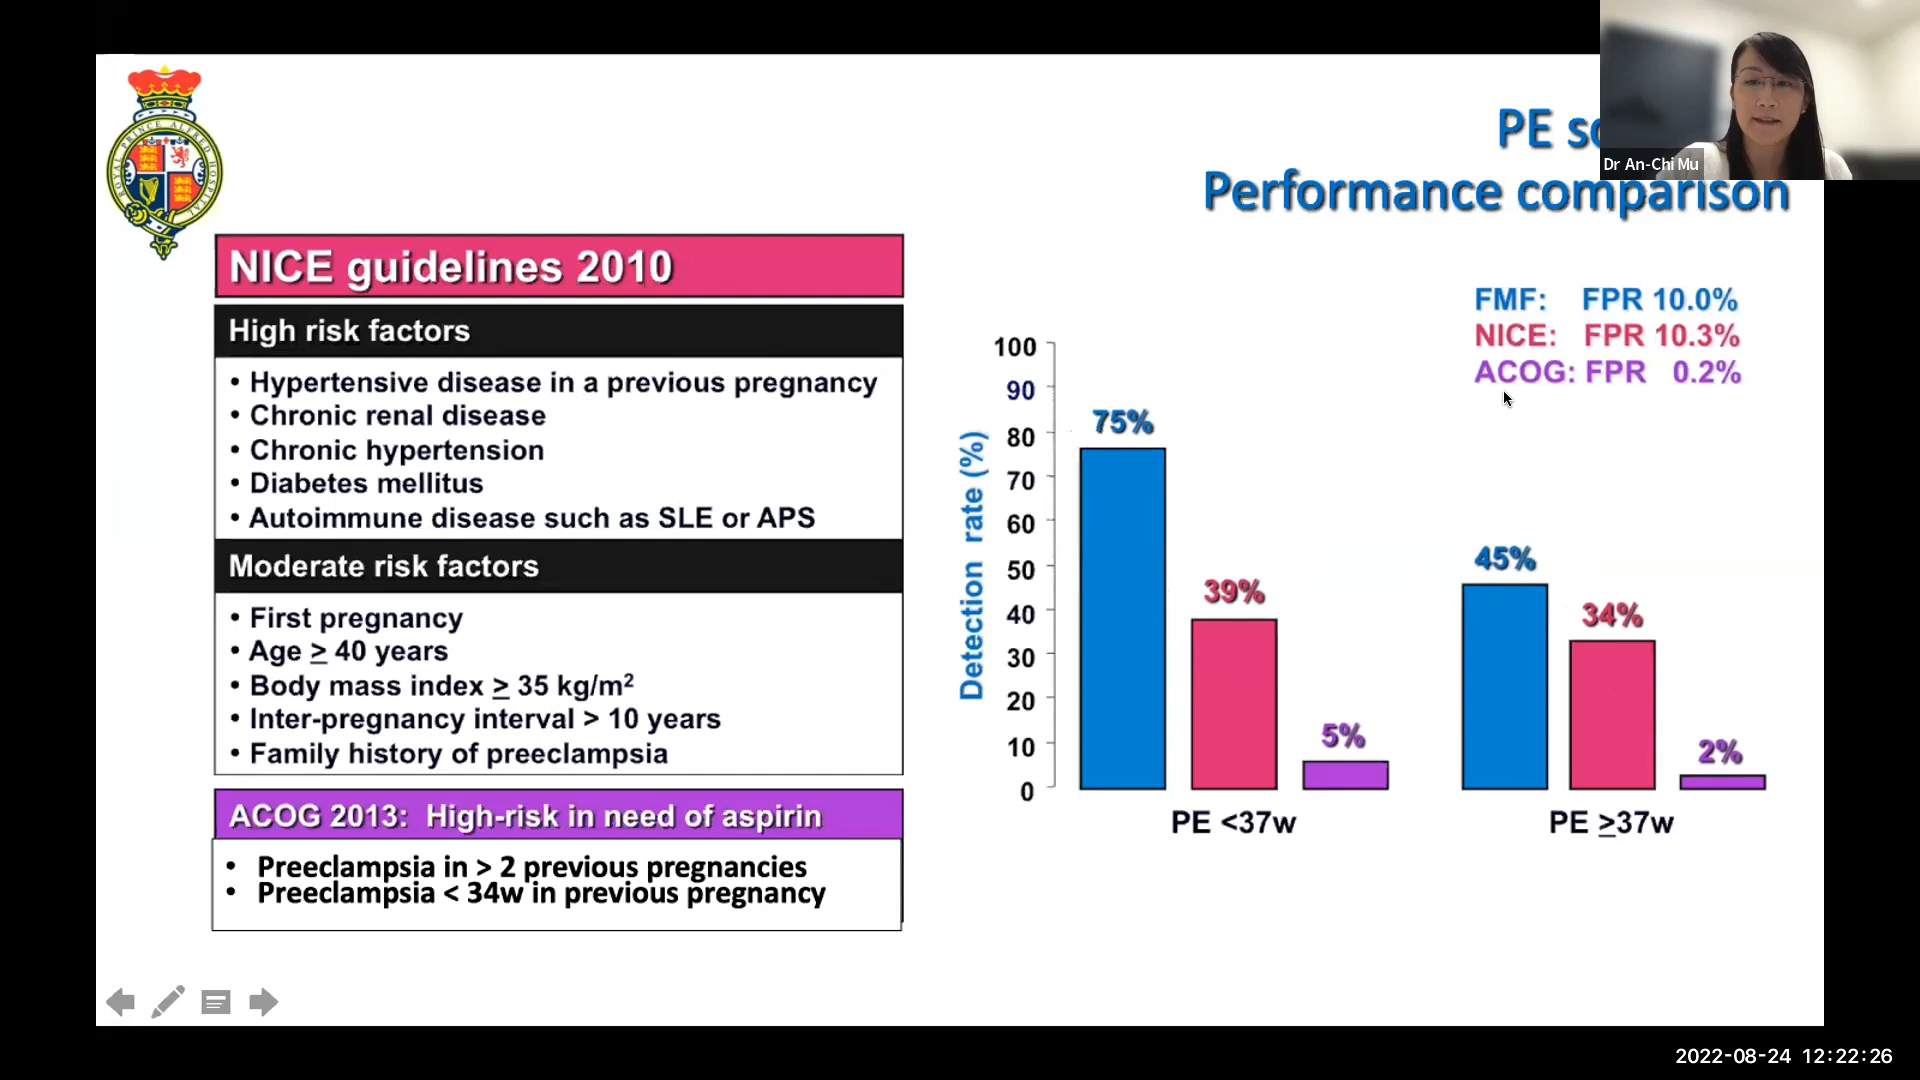 ROYAL PRINCE ALFRED HOSPITAL
PE
Performance comparison
Dr An-Chi Mu
NICE guidelines 2010
High risk factors
• Hypertensive disease in a previous pregnancy
• Chronic renal disease
• Chronic hypertension
• Diabetes mellitus
• Autoimmune disease such as SLE or APS
Moderate risk factors
• First pregnancy
• Age ≥ 40 years
• Body mass index ≥ 35 kg/m²
• Inter-pregnancy interval > 10 years
• Family history of preeclampsia
ACOG 2013: High-risk in need of aspirin
• Preeclampsia in > 2 previous pregnancies
• Preeclampsia < 34w in previous pregnancy
FMF: FPR 10.0%
NICE: FPR 10.3%
ACOG: FPR 0.2%
Detection rate (%)
100
90
80
70
60
50
40
30
20
10
0
75%
39%
5%
45%
34%
2%
PE <37w
PE ≥37w
2022-08-24 12:22:26